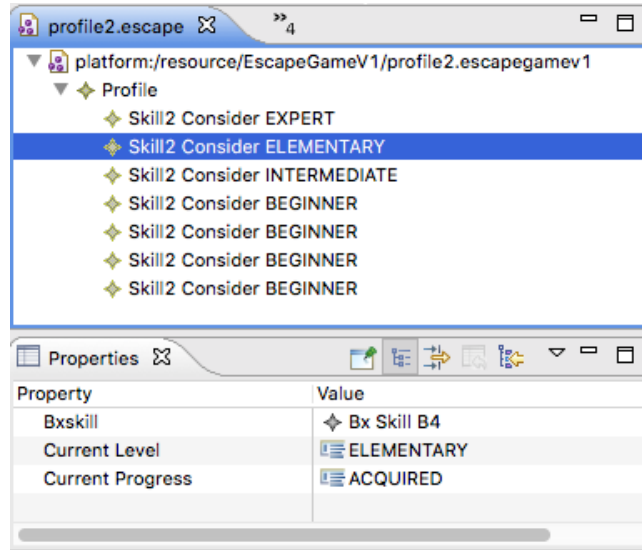 profile2.escape
»4
platform:/resource/EscapeGameV1/profile2.escapegamev1
Profile
Skill2 Consider EXPERT
Skill2 Consider ELEMENTARY
Skill2 Consider INTERMEDIATE
Skill2 Consider BEGINNER
Skill2 Consider BEGINNER
Skill2 Consider BEGINNER
Skill2 Consider BEGINNER
Properties
Property Value
Bxskill Bx Skill B4
Current Level ELEMENTARY
Current Progress ACQUIRED